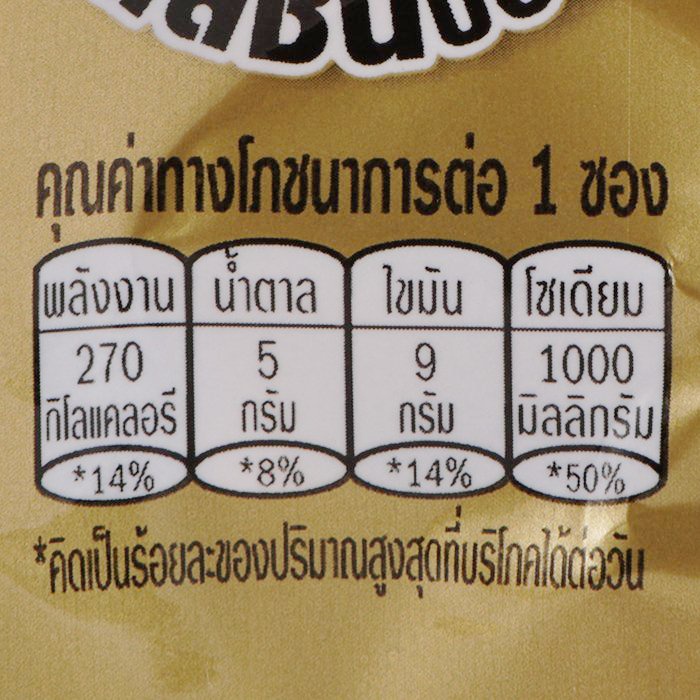 คุณค่าทางโภชนาการต่อ 1 ซอง
พลังงาน น้ำตาล ไขมัน โซเดียม
270 5 9 1000
กิโลแคลอรี กรัม กรัม มิลลิกรัม
*14% *8% *14% *50%
*คิดเป็นร้อยละของปริมาณสูงสุดที่บริโภคได้ต่อวัน